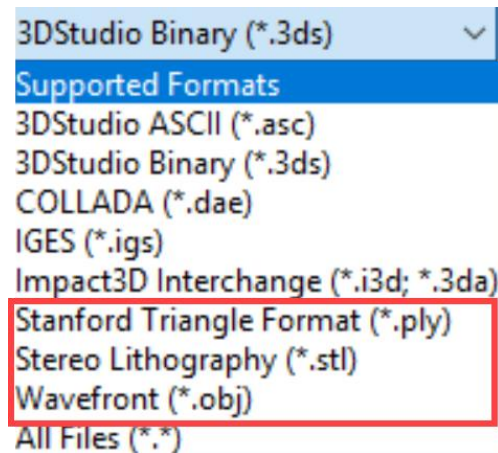 3DStudio Binary (*.3ds)
Supported Formats
3DStudio ASCII (*.asc)
3DStudio Binary (*.3ds)
COLLADA (*.dae)
IGES (*.igs)
Impact3D Interchange (*.i3d; *.3da)
Stanford Triangle Format (*.ply)
Stereo Lithography (*.stl)
Wavefront (*.obj)
All Files (*.*)